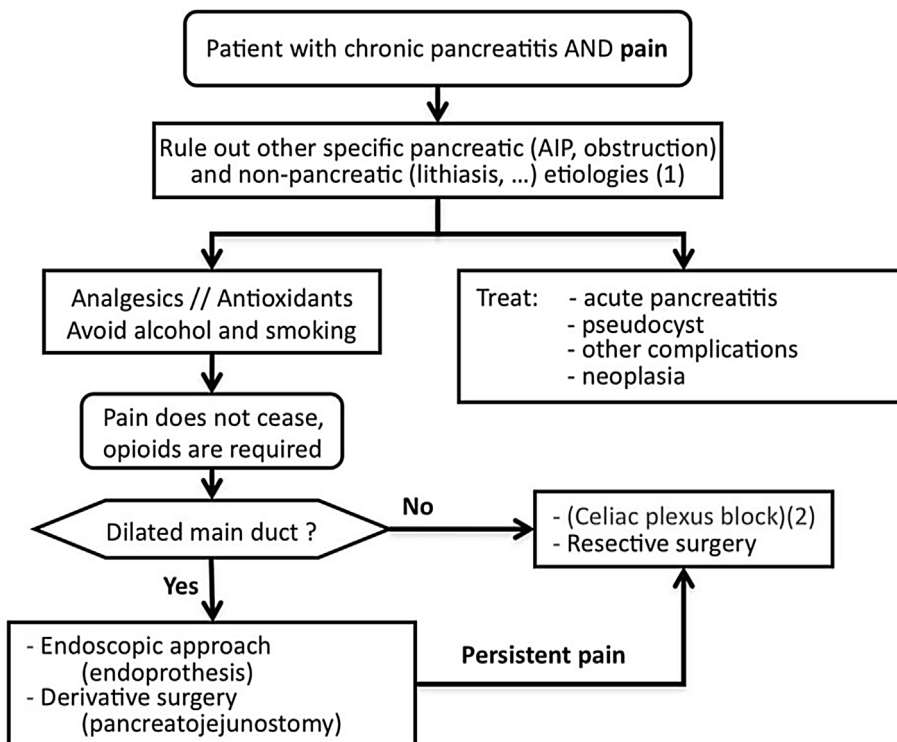 Patient with chronic pancreatitis AND pain
Rule out other specific pancreatic (AIP, obstruction)
and non-pancreatic (lithiasis, ...) etiologies (1)
Analgesics // Antioxidants
Avoid alcohol and smoking
Treat: - acute pancreatitis
- pseudocyst
- other complications
- neoplasia
Pain does not cease,
opioids are required
Dilated main duct ?
No
- (Celiac plexus block)(2)
- Resective surgery
Yes
- Endoscopic approach
(endoprothesis)
- Derivative surgery
(pancreatojejunostomy)
Persistent pain